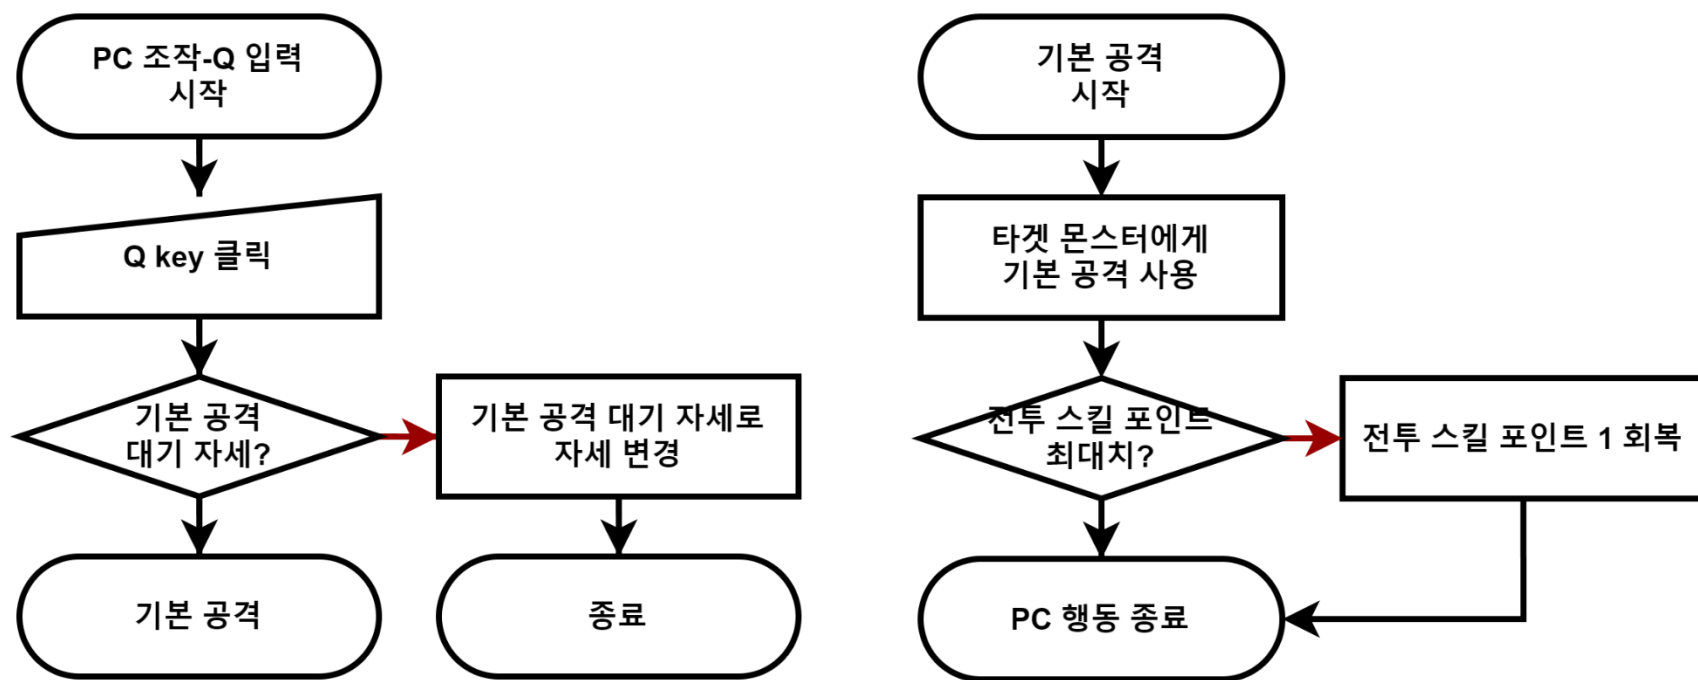 PC 조작-Q 입력
시작
Q key 클릭
기본 공격
대기 자세?
기본 공격 대기 자세로
자세 변경
기본 공격
종료
기본 공격
시작
타겟 몬스터에게
기본 공격 사용
전투 스킬 포인트
최대치?
전투 스킬 포인트 1 회복
PC 행동 종료